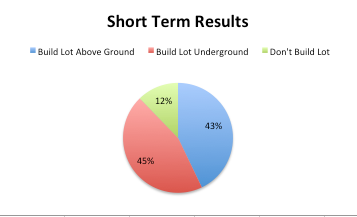 Short Term Results
Build Lot Above Ground Build Lot Underground Don't Build Lot
12%
43%
45%